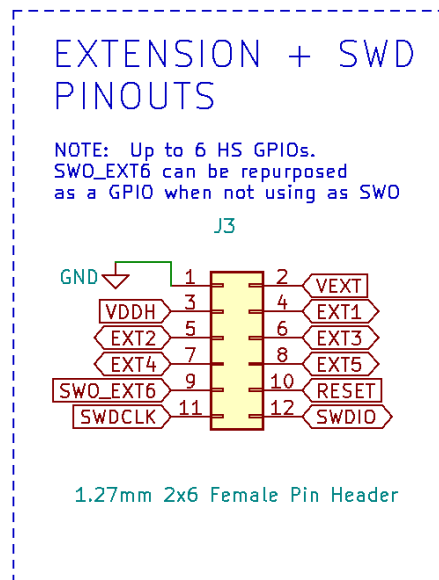 EXTENSION + SWD
PINOUTS
NOTE: Up to 6 HS GPIOs.
SWO_EXT6 can be repurposed
as a GPIO when not using as SWO
J3
GND 1 2 VEXT
VDDH 3 4 EXT1
EXT2 5 6 EXT3
EXT4 7 8 EXT5
SWO_EXT6 9 10 RESET
SWDCLK 11 12 SWDIO
1.27mm 2x6 Female Pin Header